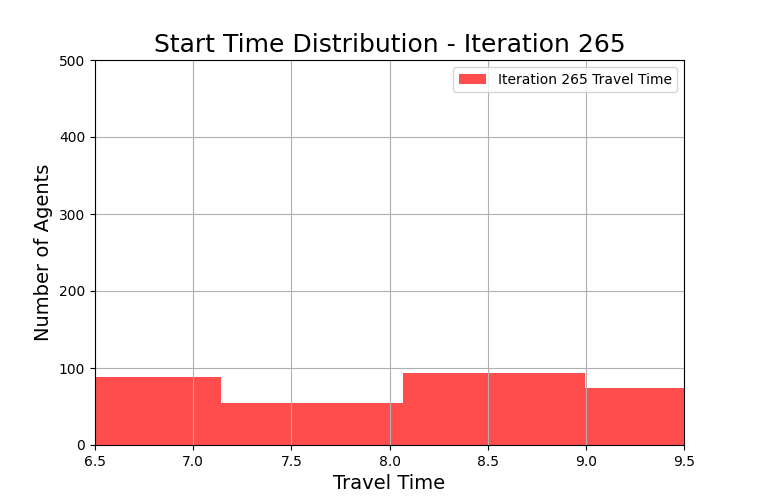 Start Time Distribution - Iteration 265
Iteration 265 Travel Time
Number of Agents
500
400
300
200
100
0
6.5 7.0 7.5 8.0 8.5 9.0 9.5
Travel Time